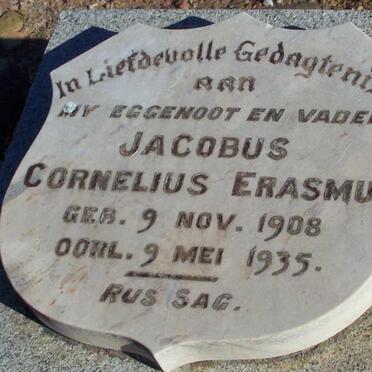 In Liefdevolle Gedagteni
aan
my eggenoot en vade
Jacobus
Cornelius Erasmu
geb. 9 Nov. 1908
oorl. 9 Mei 1935.
Rus sag.